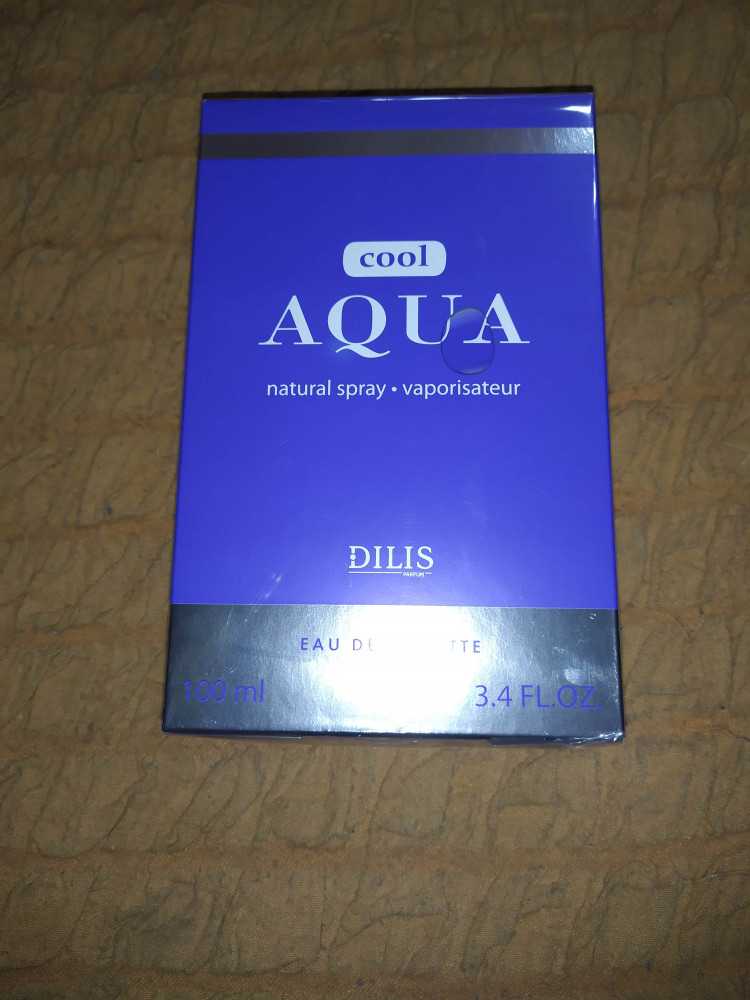 cool
AQUA
natural spray • vaporisateur
DILIS
PARFUM
EAU DE
100 ml
3.4 FL.OZ.